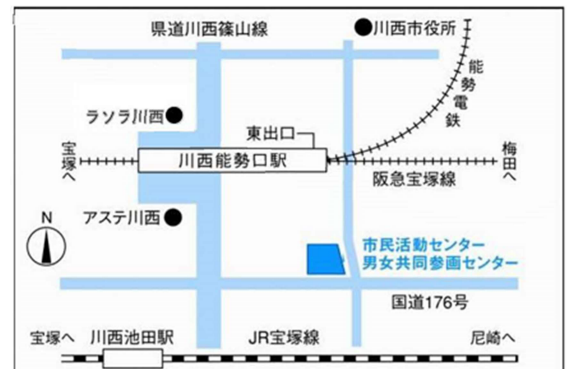 県道川西篠山線
川西市役所
能勢電鉄
ラソラ川西
東出口
宝塚へ
川西能勢口駅
梅田へ
阪急宝塚線
アステ川西
N
市民活動センター
男女共同参画センター
国道176号
宝塚へ
川西池田駅
JR宝塚線
尼崎へ